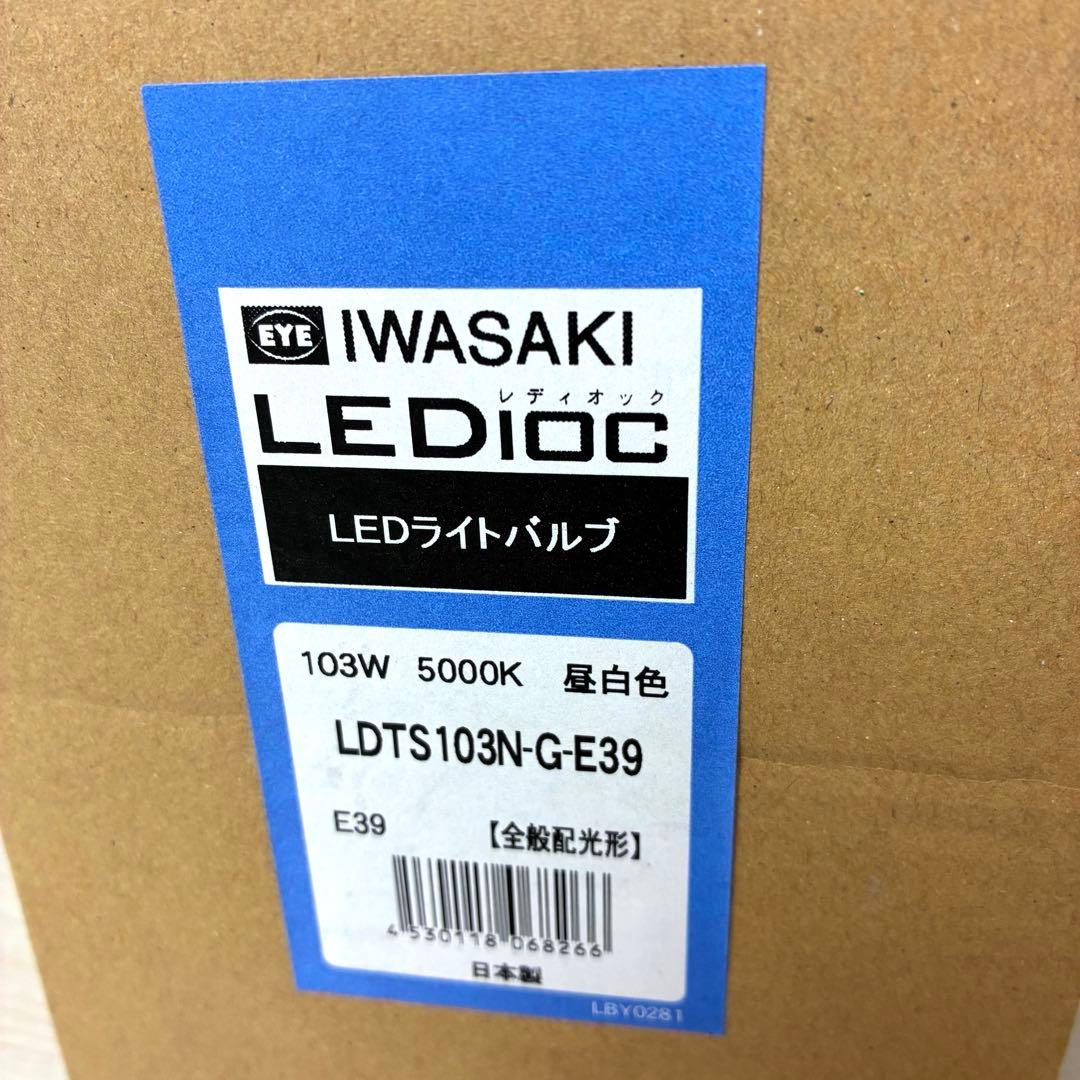 EYE IWASAKI
レディオック
LEDIOC
LEDライトバルブ
103W 5000K 昼白色
LDTS103N-G-E39
E39 【全般配光形】
4 530118 068266
日本製
LBY0281